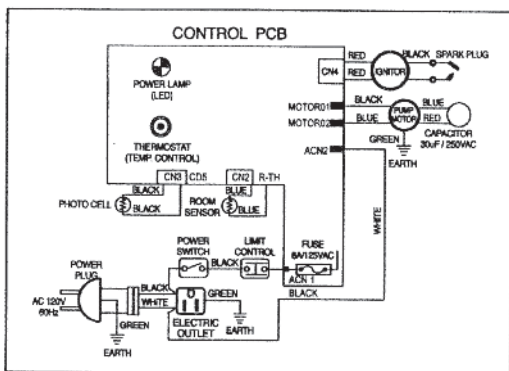 CONTROL PCB
POWER LAMP
(LED)
THERMOSTAT
(TEMP. CONTROL)
CN4
RED
RED
IGNITOR
BLACK
SPARK PLUG
MOTOR01
MOTOR02
BLACK
BLUE
PUMP
MOTOR
BLUE
RED
CAPACITOR
30uF / 250VAC
GREEN
EARTH
ACN2
WHITE
CN3
CDS
CN2
R-TH
BLACK
BLACK
PHOTO CELL
BLUE
BLUE
ROOM
SENSOR
POWER
SWITCH
BLACK
LIMIT
CONTROL
FUSE
6A/125VAC
ACN 1
BLACK
POWER
PLUG
AC 120V
60Hz
BLACK
WHITE
GREEN
EARTH
ELECTRIC
OUTLET
GREEN
EARTH